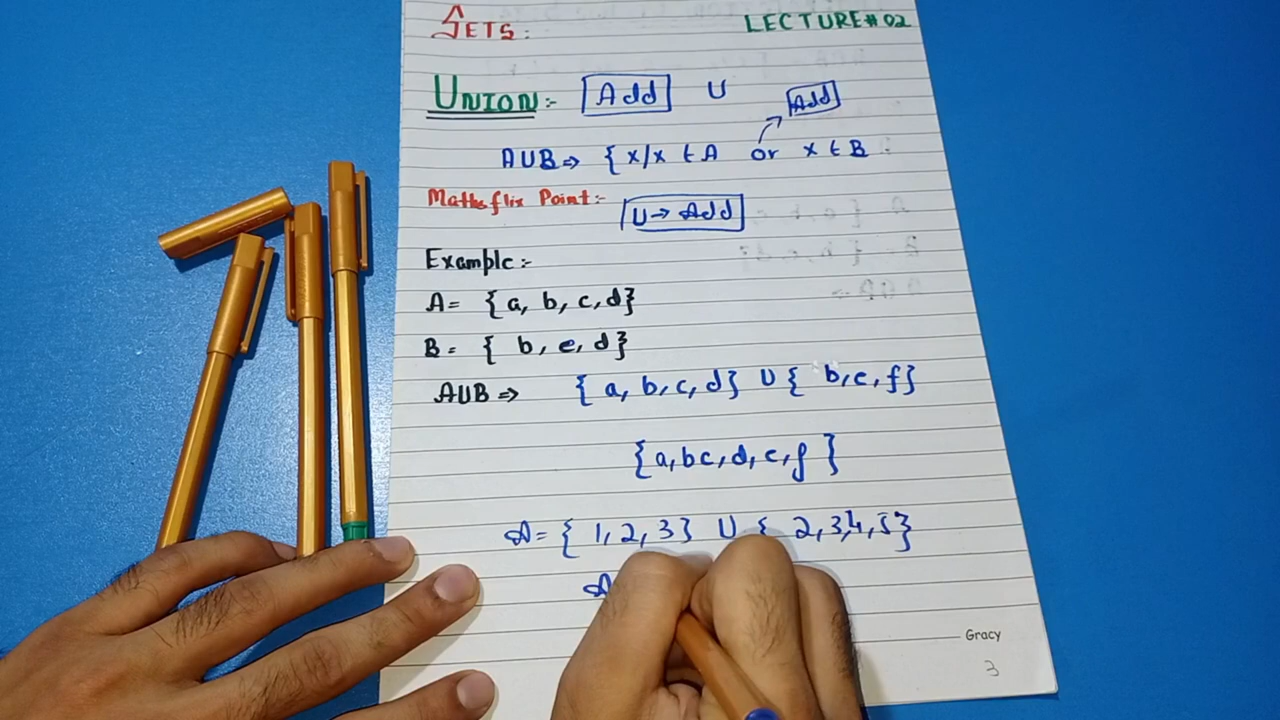 SETS:
LECTURE# 02
UNION:- Add U
Add
AUB⇒ {x/x ∈ A or x ∈ B
Mathsflix Point:- U→ Add
Example:-
A= {a, b, c, d}
B= { b, e, d}
AUB⇒ { a, b, c, d} U { b, e, f}
{a, bc, d, e, f }
A= { 1, 2, 3} U { 2, 3, 4, 5}
A
Gracy
3